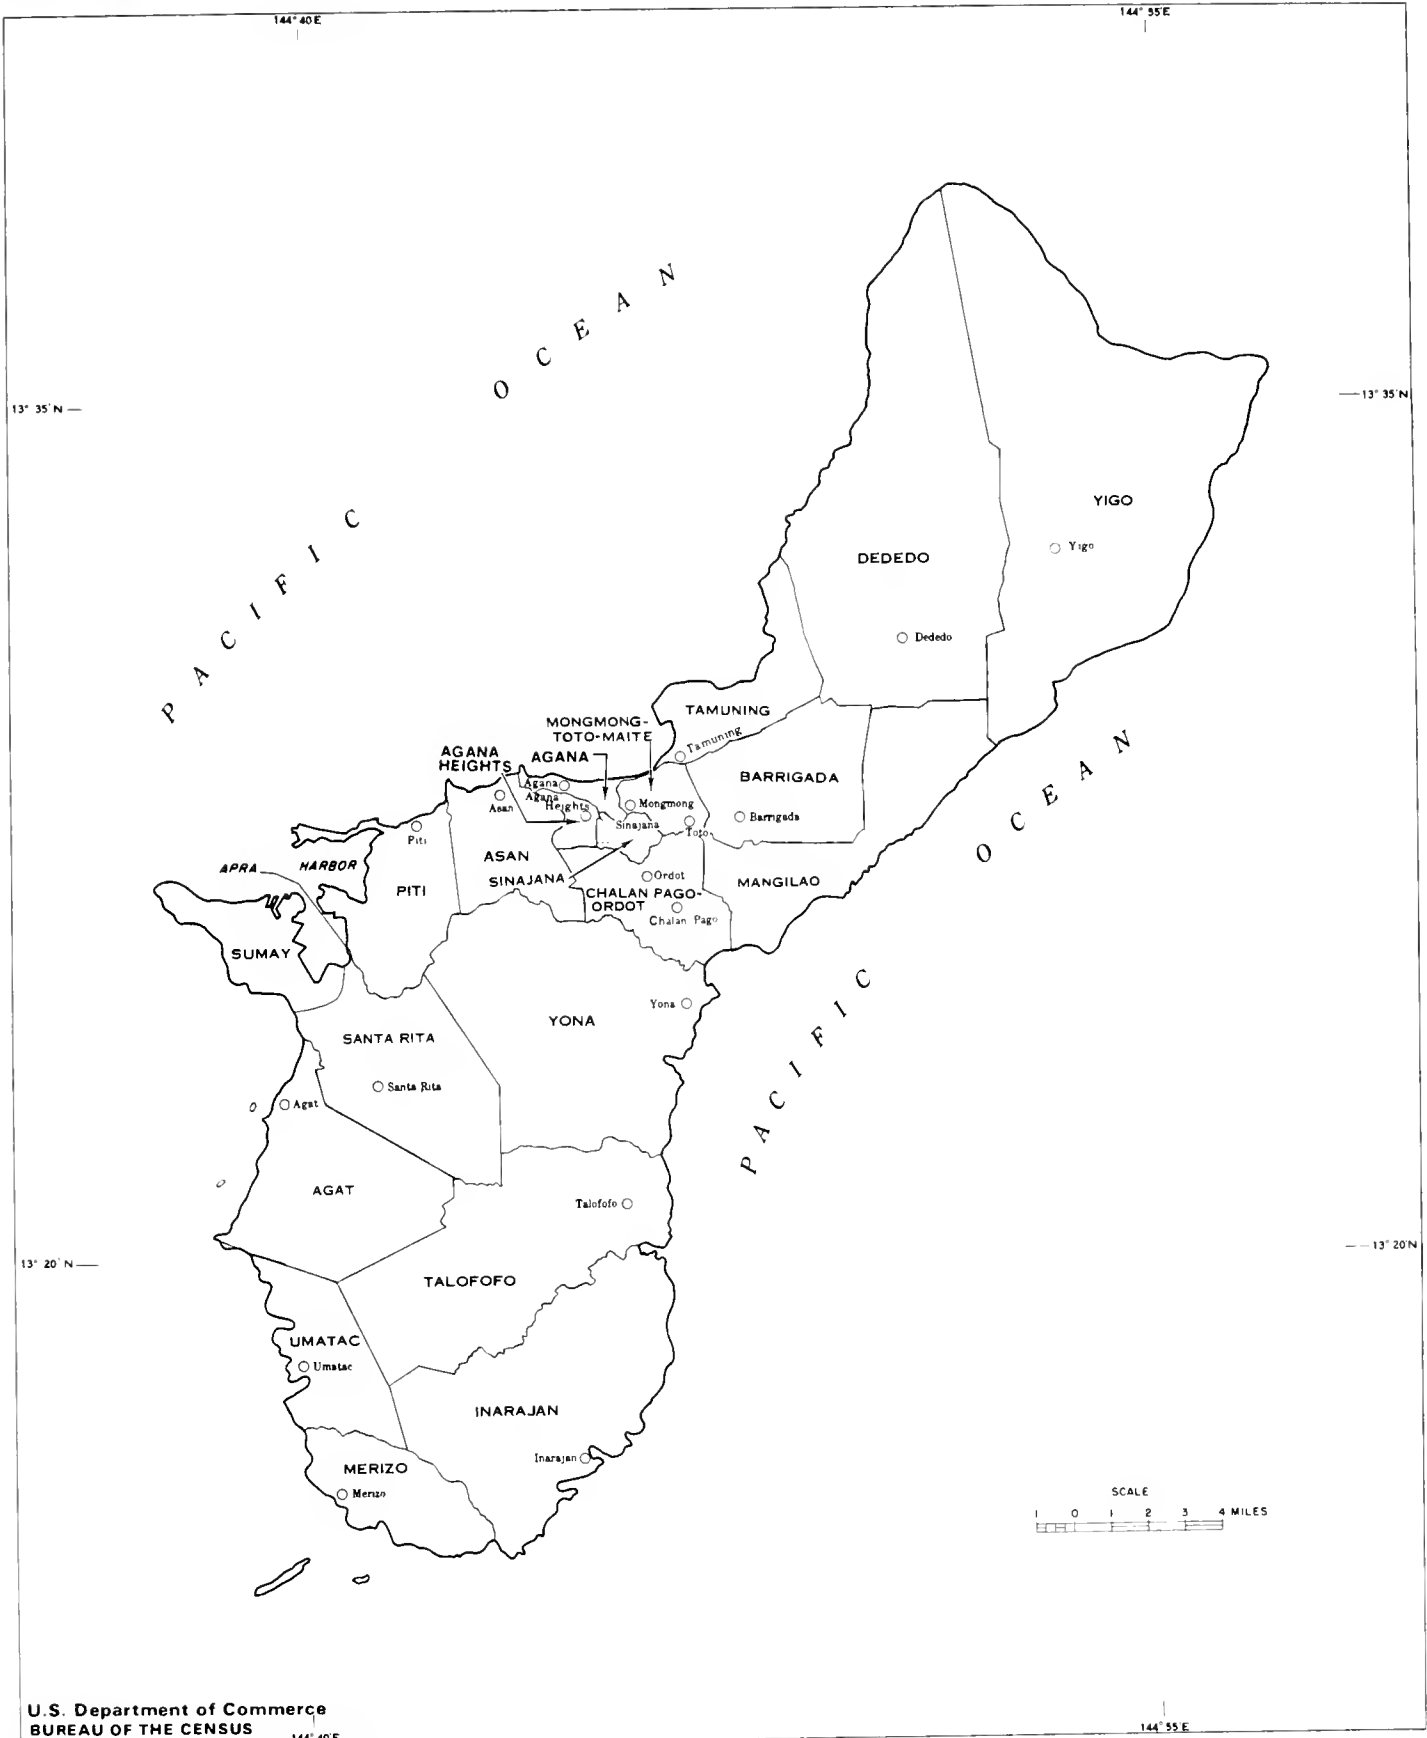 144° 40'E
144° 55'E
PACIFIC OCEAN
13° 35'N
13° 35'N
YIGO
Yigo
DEDEDO
Dededo
TAMUNING
Tamuning
MONGMONG-
TOTO-MAITE
AGANA
HEIGHTS
AGANA
Agana
Agana
Heights
Asan
Mongmong
Sinajana
Toto
BARRIGADA
Barrigada
Piti
APRA
HARBOR
ASAN
PITI
SINAJANA
Ordot
CHALAN PAGO-
ORDOT
Chalan Pago
MANGILAO
SUMAY
PACIFIC OCEAN
Yona
YONA
SANTA RITA
Santa Rita
Agat
AGAT
Talofofo
13° 20'N
13° 20'N
TALOFOFO
UMATAC
Umatac
INARAJAN
Inarajan
MERIZO
Merizo
SCALE
1 0 1 2 3 4 MILES
U.S. Department of Commerce
BUREAU OF THE CENSUS
144° 40'E
144° 55'E